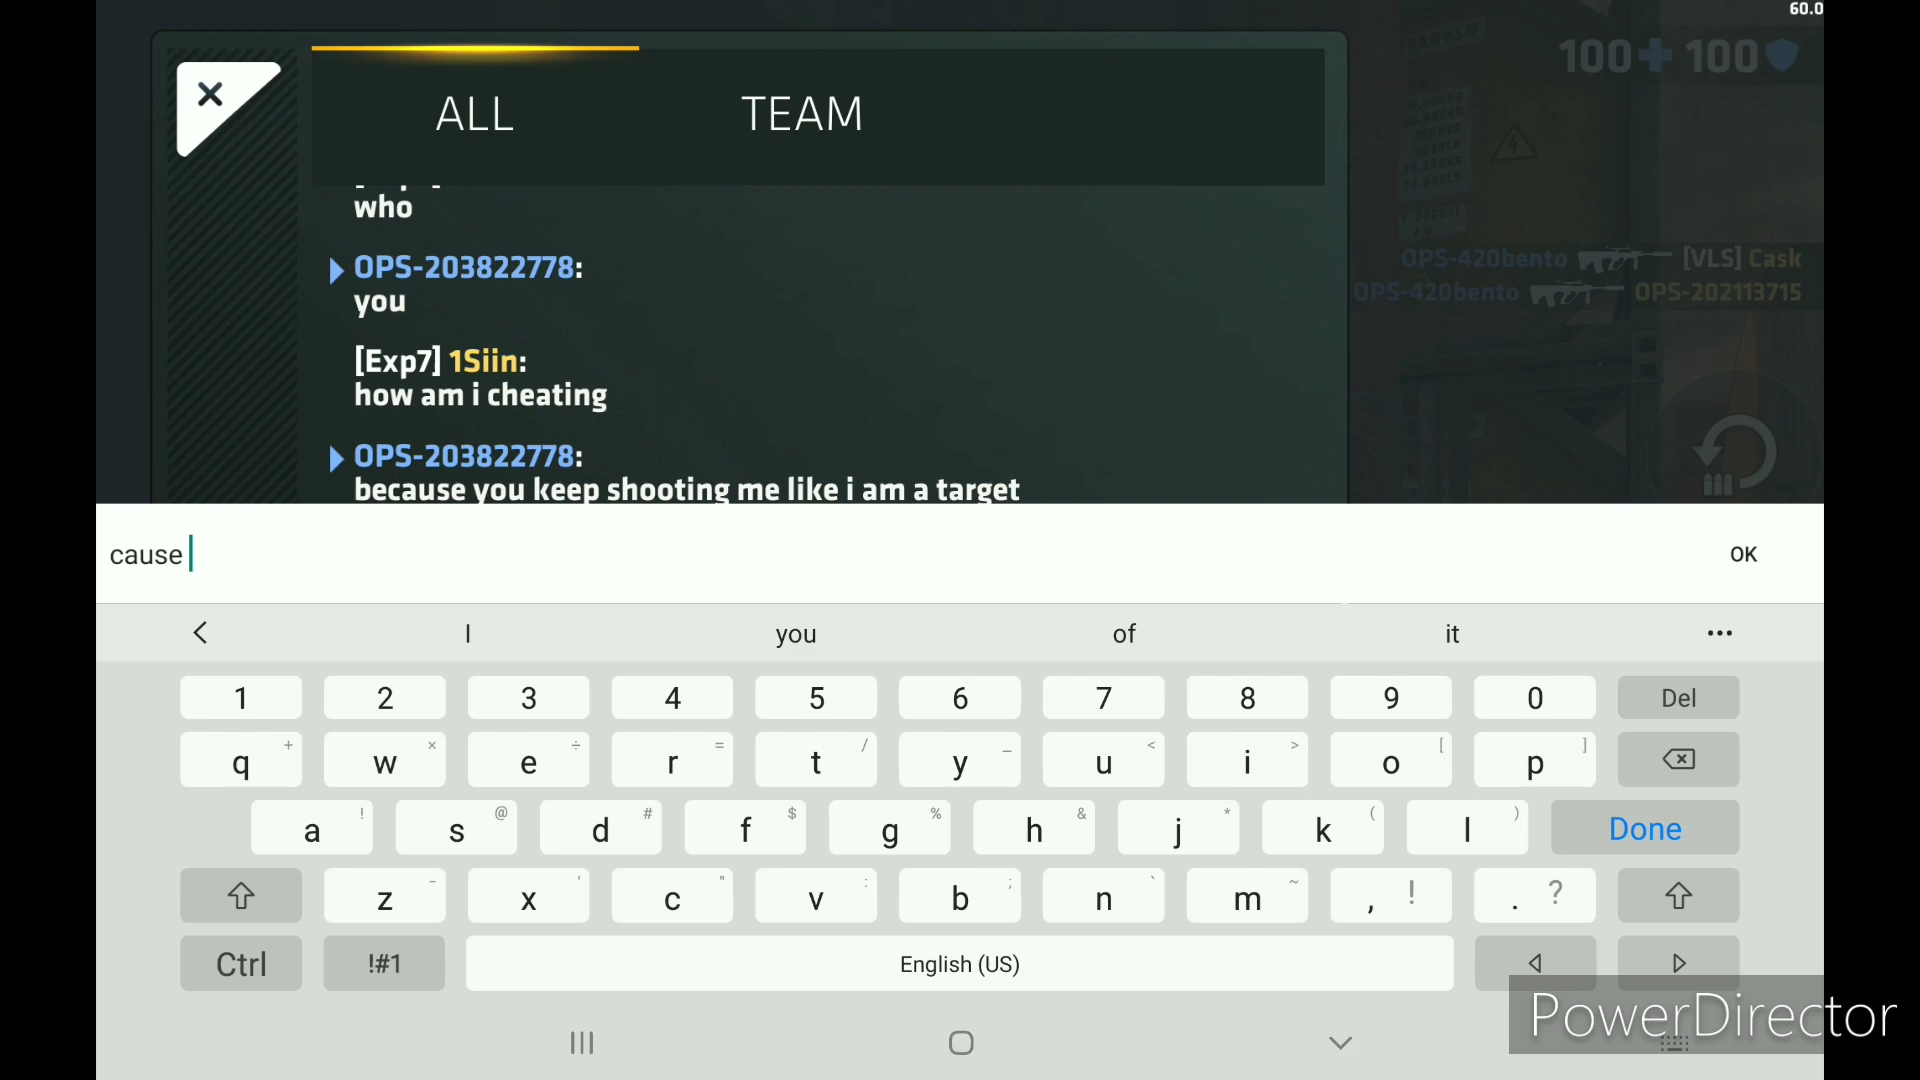 60.0
100 100
ALL TEAM
who
OPS-203822778:
you
[Exp7] 1Siin:
how am i cheating
OPS-203822778:
because you keep shooting me like i am a target
OPS-420bento [VLS] Cask
OPS-420bento OPS-202113715
cause
OK
I you of it
1 2 3 4 5 6 7 8 9 0 Del
q + w × e ÷ r = t / y _ u < i > o [ p ]
a ! s @ d # f $ g % h & j * k ( l ) Done
z - x ' c " v : b ; n ` m ~ , ! . ?
Ctrl !#1 English (US)
PowerDirector